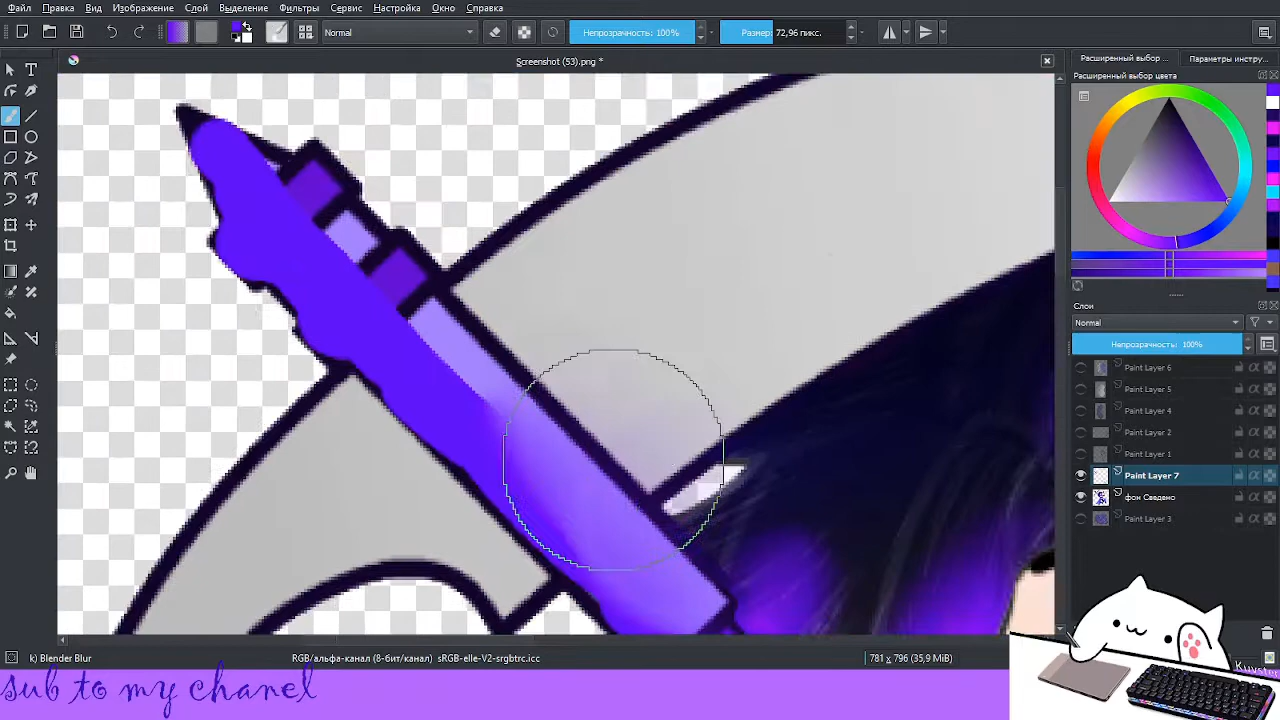 Файл Правка Вид Изображение Слой Выделение Фильтры Сервис Настройка Окно Справка
Normal Непрозрачность: 100% Размер: 72,96 пикс.
Screenshot (53).png *
Расширенный выбор ... Параметры инстру...
Расширенный выбор цвета
Слои
Normal
Непрозрачность: 100%
Paint Layer 6
Paint Layer 5
Paint Layer 4
Paint Layer 2
Paint Layer 1
Paint Layer 7
фон Сведено
Paint Layer 3
k) Blender Blur RGB/альфа-канал (8-бит/канал) sRGB-elle-V2-srgbtrc.icc 781 x 796 (35,9 MiB)
sub to my chanel